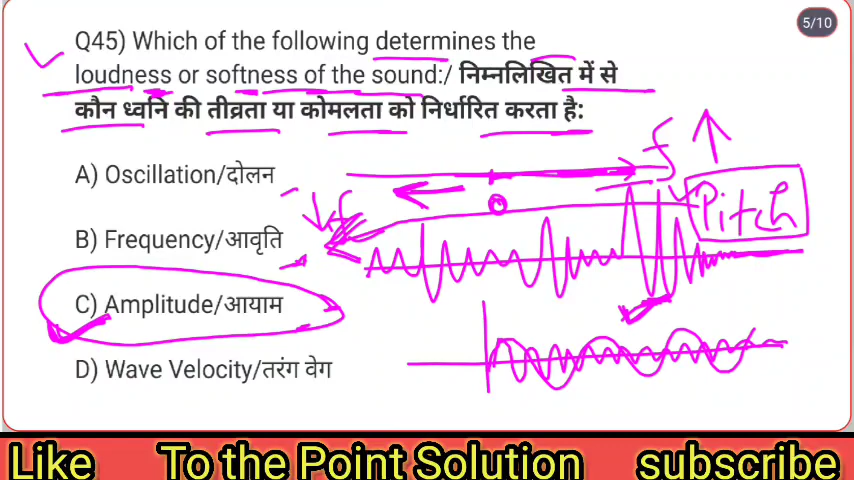 5/10
Q45) Which of the following determines the
loudness or softness of the sound:/ निम्नलिखित में से
कौन ध्वनि की तीव्रता या कोमलता को निर्धारित करता है:
A) Oscillation/दोलन
B) Frequency/आवृति
C) Amplitude/आयाम
D) Wave Velocity/तरंग वेग
f
f
Pitch
Like To the Point Solution subscribe